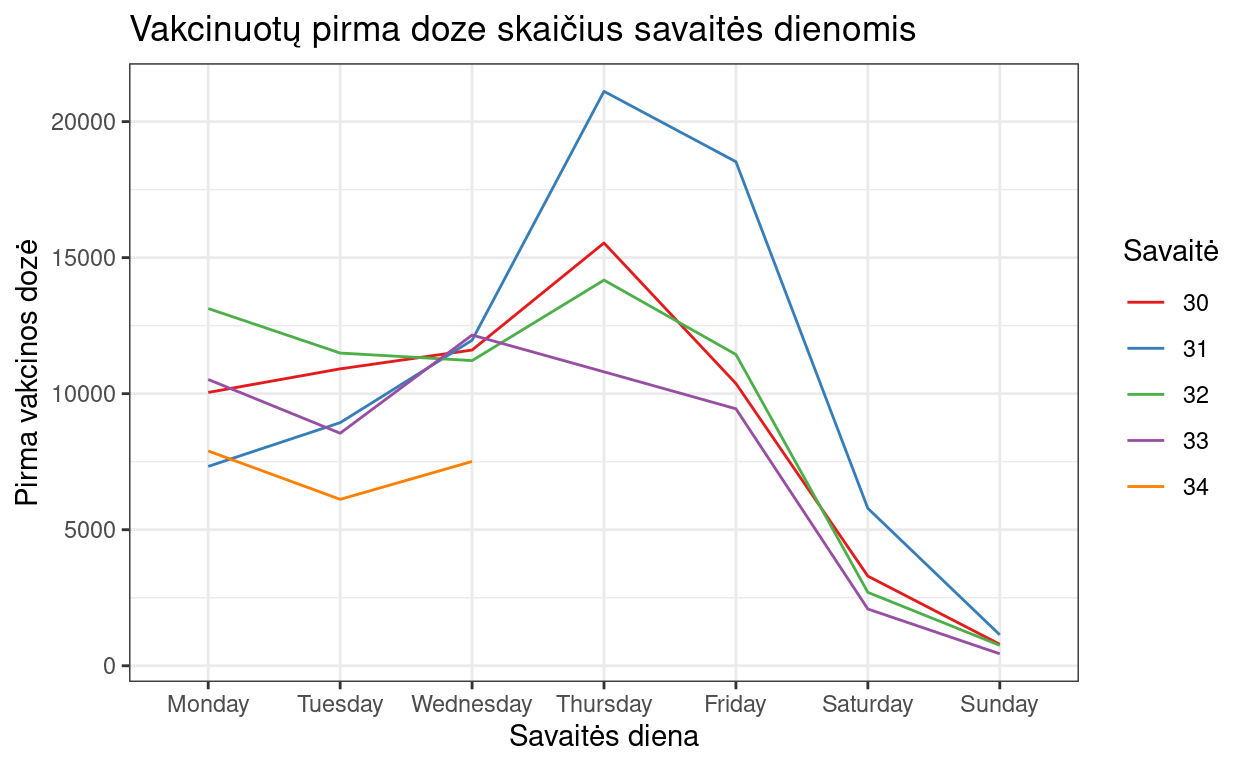 Vakcinuotų pirma doze skaičius savaitės dienomis
Pirma vakcinos dozė
20000
15000
10000
5000
0
Monday Tuesday Wednesday Thursday Friday Saturday Sunday
Savaitės diena
Savaitė
30
31
32
33
34